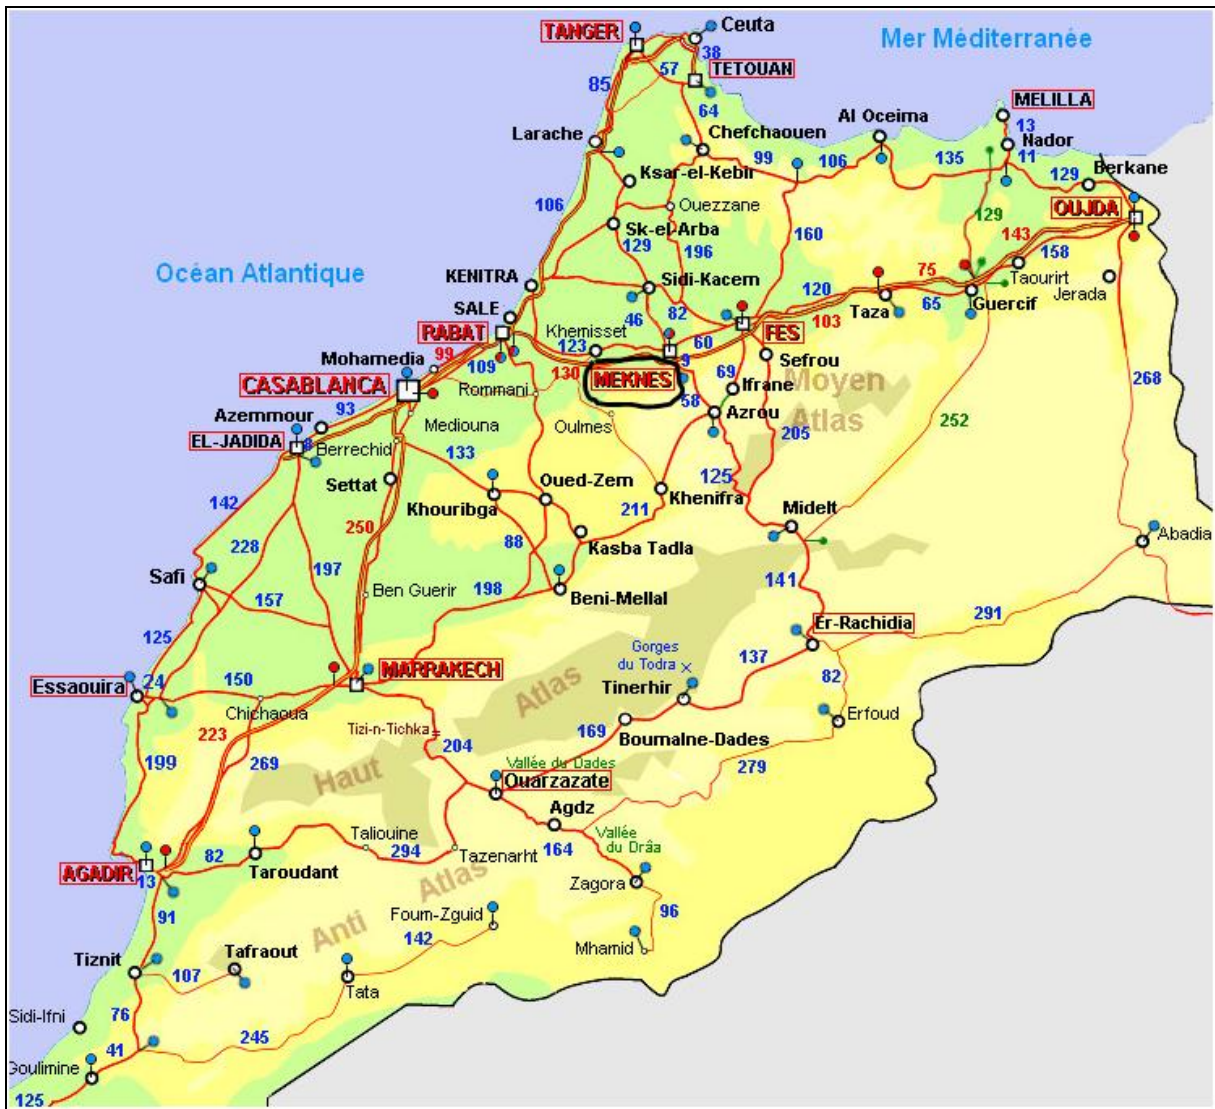 TANGER
Ceuta
Mer Méditerranée
38
57
TETOUAN
85
MELILLA
64
Al Oceima
13
Larache
Chefchaouen
Nador
99
106
135
11
Berkane
129
Ksar-el-Kebir
Ouezzane
OUJDA
106
129
143
Sk-el-Arba
160
158
129
196
Océan Atlantique
75
Taourirt
KENITRA
Sidi-Kacem
120
65
Jerada
Guercif
SALE
46
82
Taza
RABAT
Khemisset
FES
103
60
123
Mohamedia
99
109
9
Sefrou
268
130
MEKNES
69
CASABLANCA
Rommani
Ifrane
Moyen
Atlas
58
Azrou
93
Azemmour
Mediouna
Oulmes
252
EL-JADIDA
8
Berrechid
205
133
125
Settat
Oued-Zem
Khenifra
142
Khouribga
211
Midelt
250
228
88
Kasba Tadla
Abadia
197
Safi
141
Ben Guerir
198
Beni-Mellal
157
291
125
Er-Rachidia
Gorges
du Todra
137
MARRAKECH
Essaouira
24
150
82
Atlas
Tinerhir
Chichaoua
Erfoud
223
Tizi-n-Tichka
169
Boumalne-Dades
199
269
204
Vallée du Dades
279
Haut
Ouarzazate
Agdz
Taliouine
Vallée
du Drâa
82
294
164
Tazenarht
AGADIR
13
Taroudant
Atlas
Zagora
91
Foum-Zguid
96
Anti
142
Mhamid
Tafraout
Tiznit
107
Tata
Sidi-Ifni
76
245
41
Goulimine
125